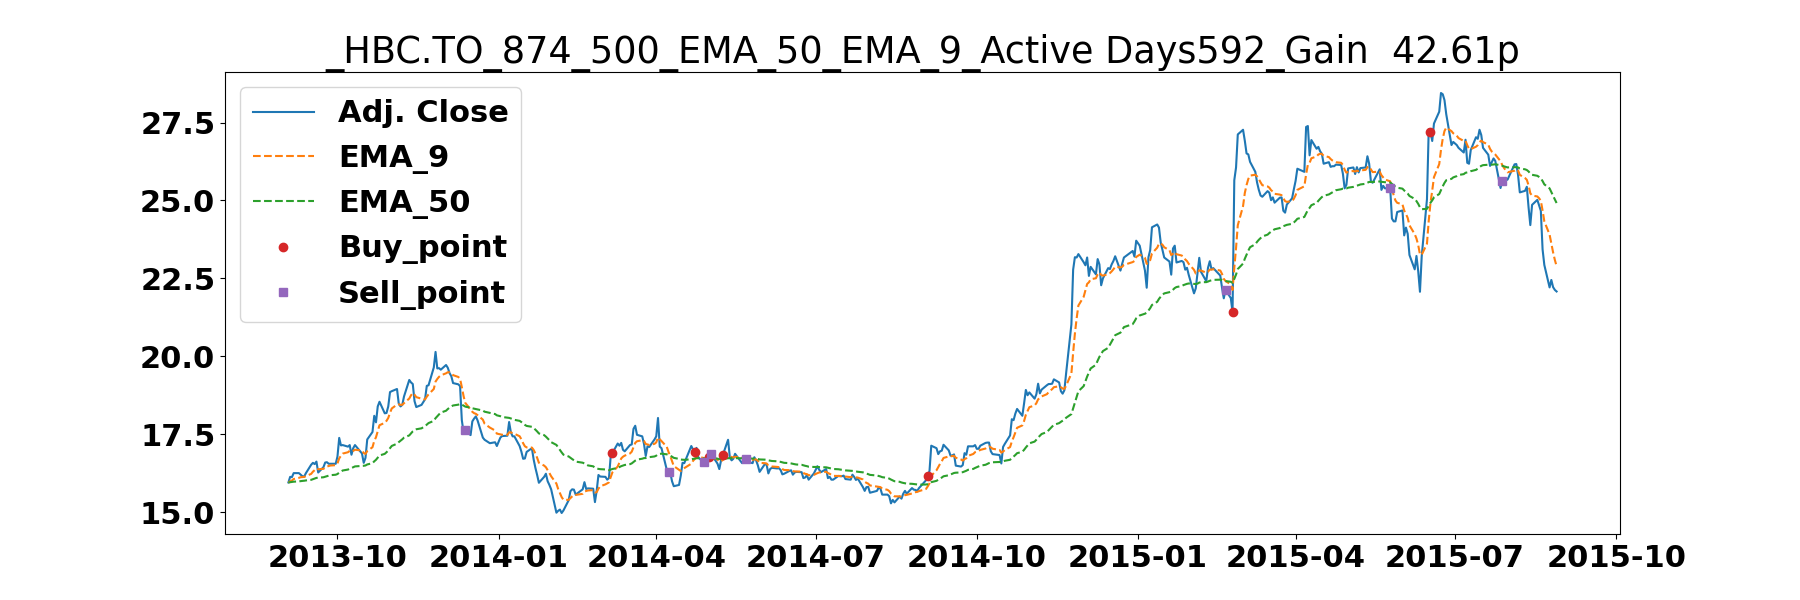 _HBC.TO_874_500_EMA_50_EMA_9_Active Days592_Gain  42.61p
Adj. Close
EMA_9
EMA_50
Buy_point
Sell_point
27.5
25.0
22.5
20.0
17.5
15.0
2013-10 2014-01 2014-04 2014-07 2014-10 2015-01 2015-04 2015-07 2015-10